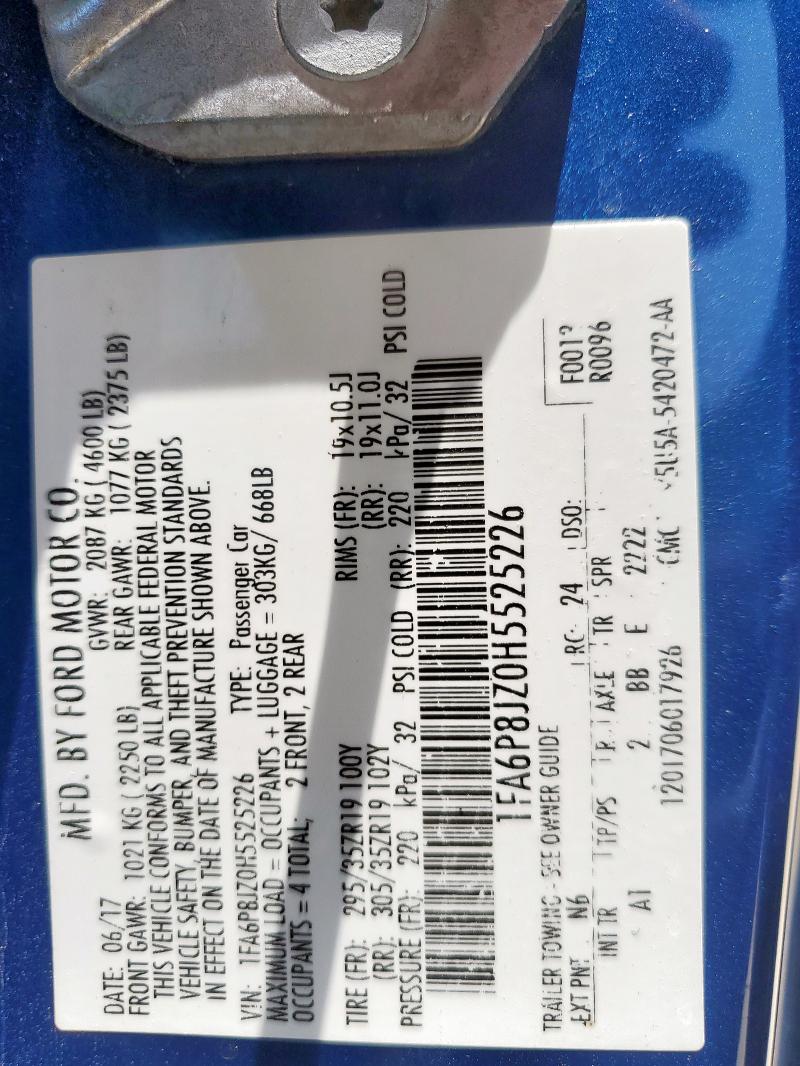 MFD. BY FORD MOTOR CO.
DATE: 06/17 GVWR: 2087 KG ( 4600 LB)
FRONT GAWR: 1021 KG ( 2250 LB) REAR GAWR: 1077 KG ( 2375 LB)
THIS VEHICLE CONFORMS TO ALL APPLICABLE FEDERAL MOTOR
VEHICLE SAFETY, BUMPER, AND THEFT PREVENTION STANDARDS
IN EFFECT ON THE DATE OF MANUFACTURE SHOWN ABOVE.
VIN: 1FA6P8JZ0H5525226 TYPE: Passenger Car
MAXIMUM LOAD = OCCUPANTS + LUGGAGE = 303KG/ 668LB
OCCUPANTS = 4 TOTAL; 2 FRONT, 2 REAR
TIRE (FR): 295/35ZR19 100Y RIMS (FR): 19x10.5J
(RR): 305/35ZR19 102Y (RR): 19x11.0J
PRESSURE (FR): 220 kPa/ 32 PSI COLD (RR): 220 kPa/ 32 PSI COLD
1FA6P8JZ0H5525226
TRAILER TOWING - SEE OWNER GUIDE
F0012
EXT PNT: N6 RC: 24 DSO: R0096
INT TR TP/PS R AXLE TR SPR
A1 2 BB E 2222
1201706017926 CMC 5U5A-5420472-AA